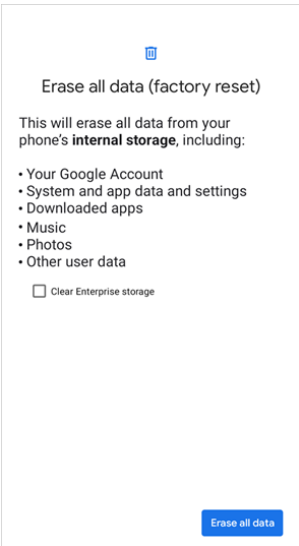 Erase all data (factory reset)
This will erase all data from your
phone's internal storage, including:
• Your Google Account
• System and app data and settings
• Downloaded apps
• Music
• Photos
• Other user data
Clear Enterprise storage
Erase all data